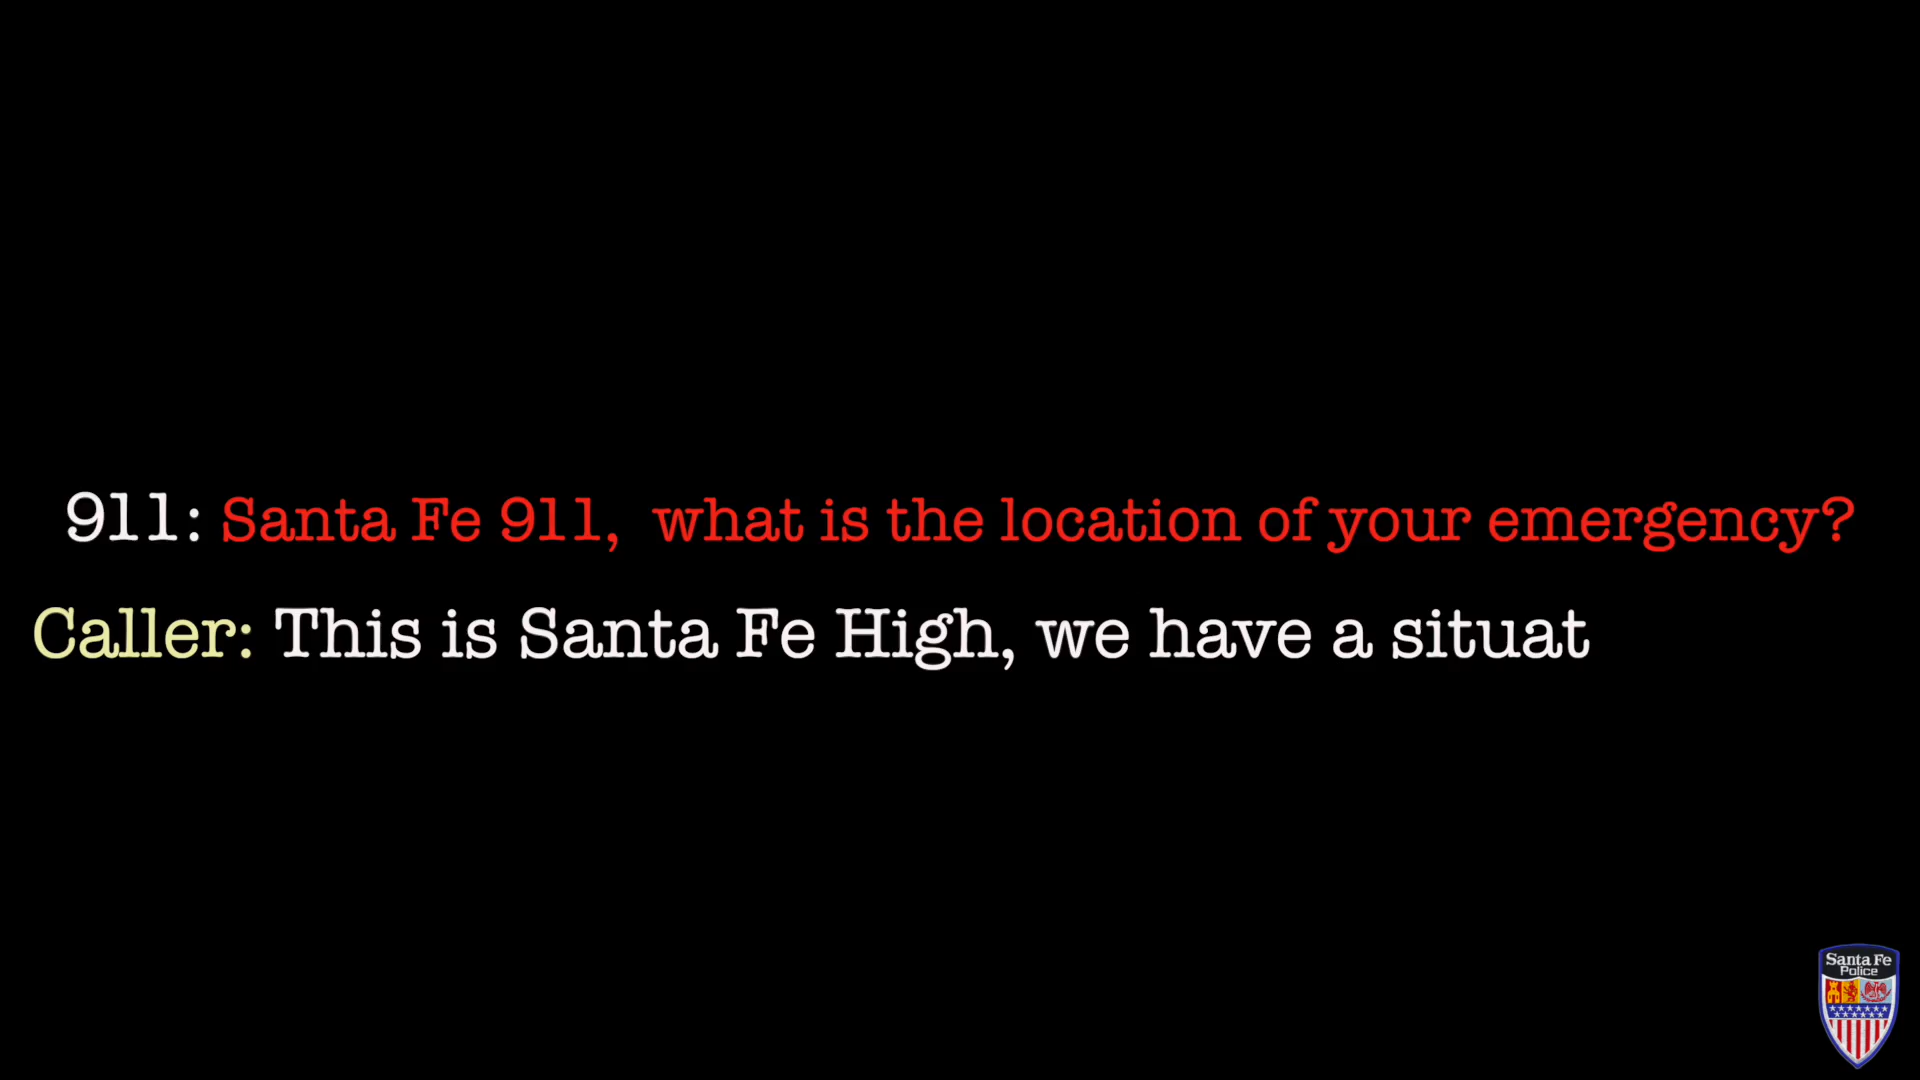 911: Santa Fe 911, what is the location of your emergency?
Caller: This is Santa Fe High, we have a situat
Santa Fe
Police